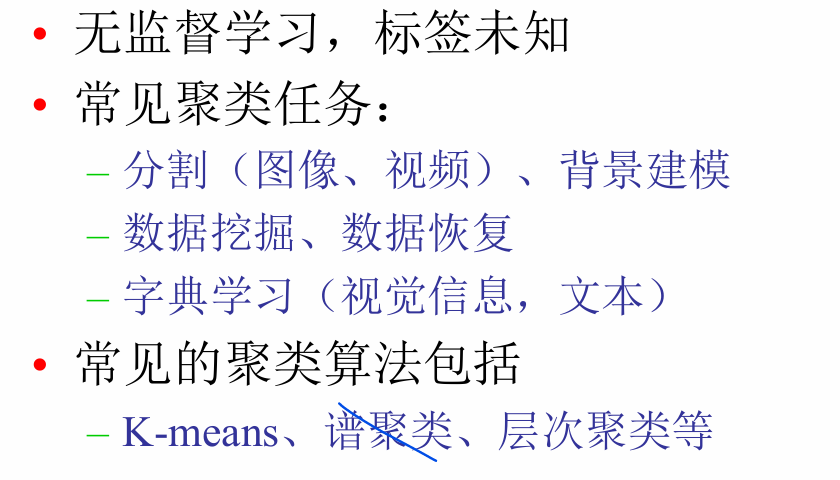 • 无监督学习，标签未知
• 常见聚类任务：
– 分割（图像、视频）、背景建模
– 数据挖掘、数据恢复
– 字典学习（视觉信息，文本）
• 常见的聚类算法包括
– K-means、谱聚类、层次聚类等